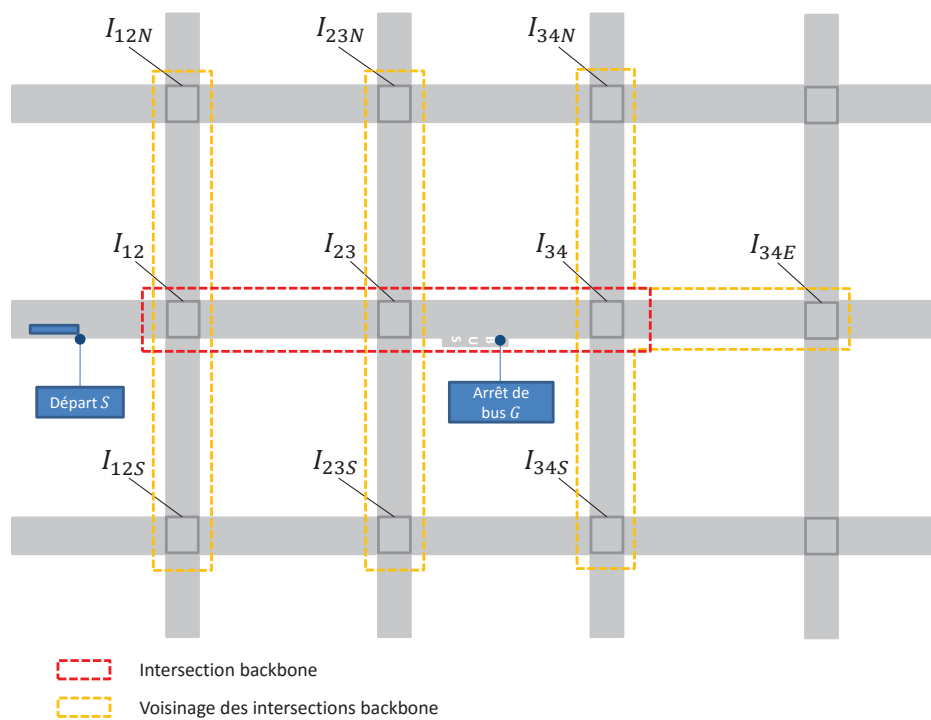 I₁₂N I₂₃N I₃₄N
I₁₂ I₂₃ I₃₄ I₃₄E
BUS
Départ S
Arrêt de
bus G
I₁₂S I₂₃S I₃₄S
Intersection backbone
Voisinage des intersections backbone